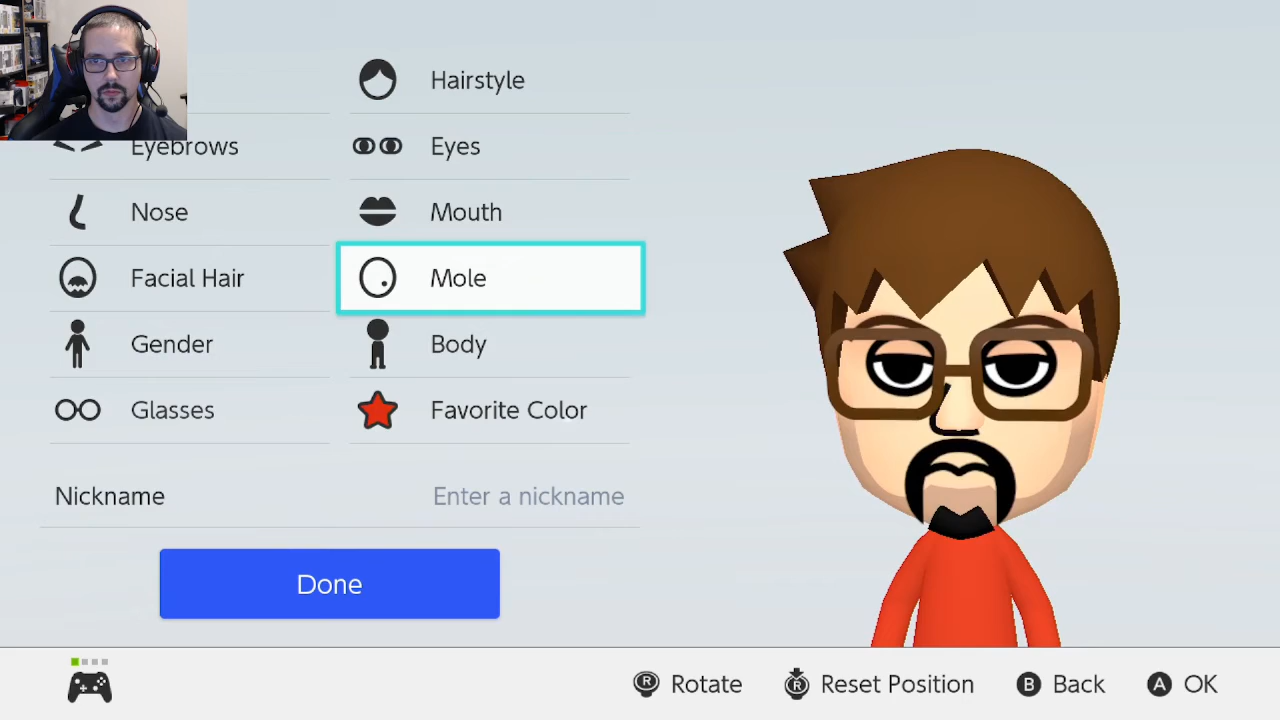 Hairstyle
Eyebrows Eyes
Nose Mouth
Facial Hair Mole
Gender Body
Glasses Favorite Color
Nickname Enter a nickname
Done
R Rotate R Reset Position B Back A OK